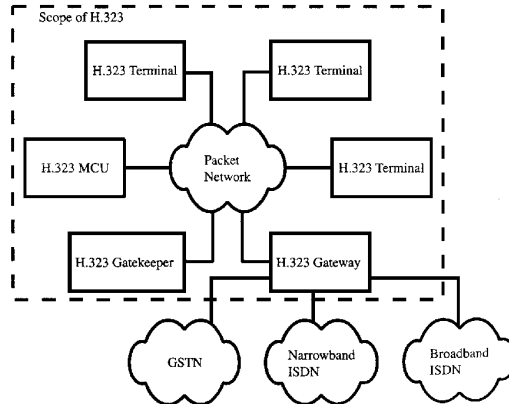 Scope of H.323
H.323 Terminal
H.323 Terminal
H.323 MCU
Packet
Network
H.323 Terminal
H.323 Gatekeeper
H.323 Gateway
GSTN
Narrowband
ISDN
Broadband
ISDN